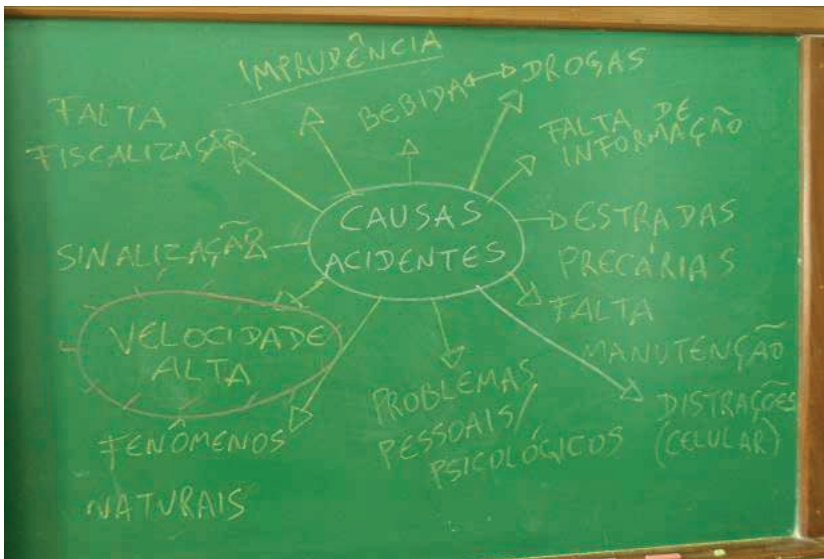 IMPRUDÊNCIA
BEBIDA ↔ DROGAS
FALTA
FISCALIZAÇÃO
FALTA DE
INFORMAÇÃO
CAUSAS
ACIDENTES
SINALIZAÇÃO
ESTRADAS
PRECÁRIAS
VELOCIDADE
ALTA
FALTA
MANUTENÇÃO
FENÔMENOS
NATURAIS
PROBLEMAS
PESSOAIS/
PSICOLÓGICOS
DISTRAÇÕES
(CELULAR)